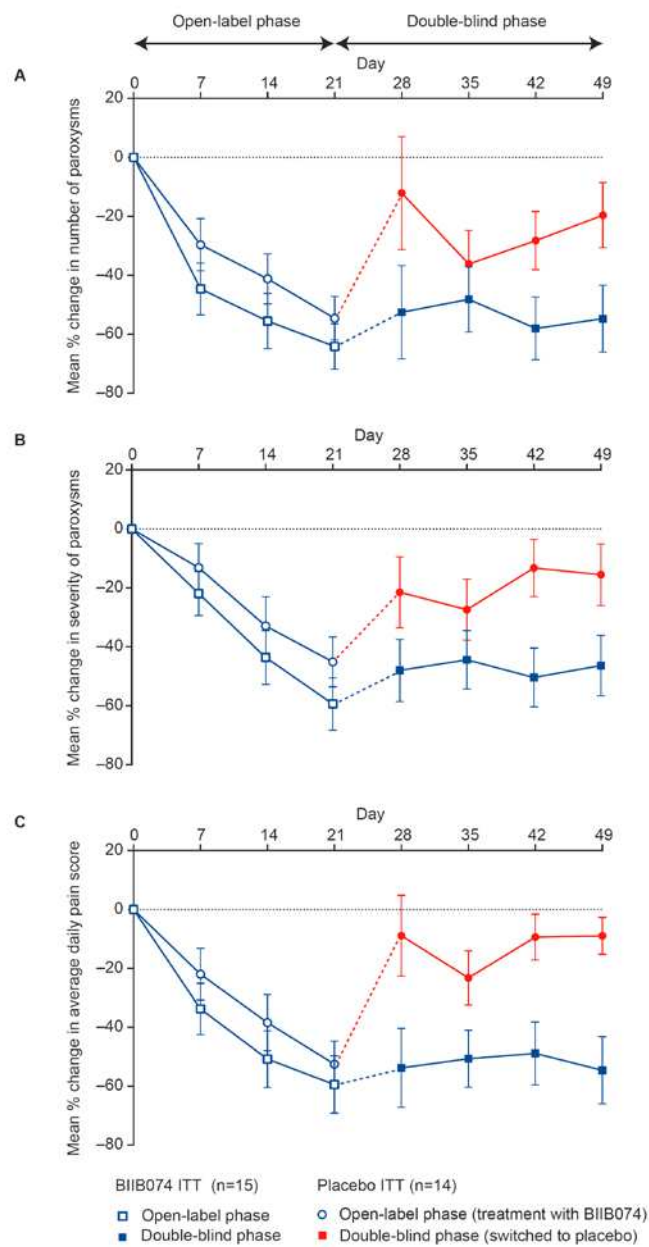 Open-label phase Double-blind phase
A
Day
0 7 14 21 28 35 42 49
20
0
–20
–40
–60
–80
Mean % change in number of paroxysms
B
Day
0 7 14 21 28 35 42 49
20
0
–20
–40
–60
–80
Mean % change in severity of paroxysms
C
Day
0 7 14 21 28 35 42 49
20
0
–20
–40
–60
–80
Mean % change in average daily pain score
BIIB074 ITT (n=15) Placebo ITT (n=14)
Open-label phase Open-label phase (treatment with BIIB074)
Double-blind phase Double-blind phase (switched to placebo)